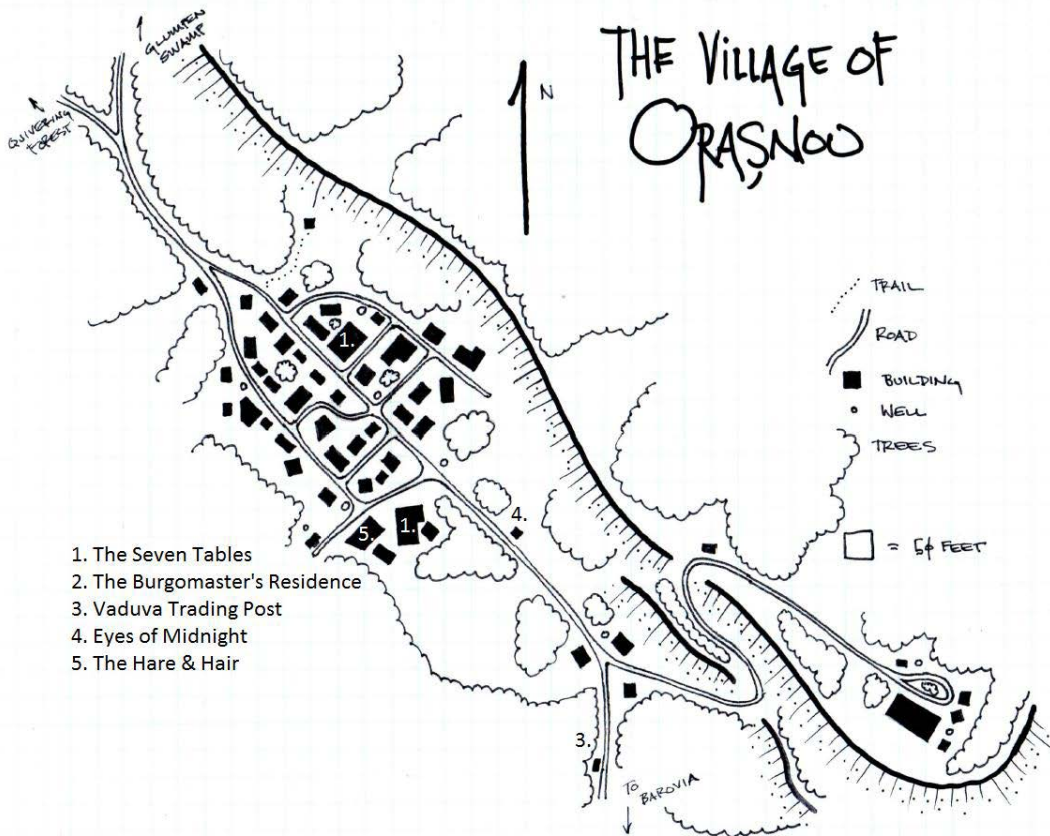 GLUMPEN
SWAMP
THE VILLAGE OF
ORAȘNOU
N
QUIVERING
FOREST
TRAIL
ROAD
BUILDING
WELL
TREES
= 50 FEET
1.
4.
5.
1.
1. The Seven Tables
2. The Burgomaster's Residence
3. Vaduva Trading Post
4. Eyes of Midnight
5. The Hare & Hair
3.
TO
BAROVIA